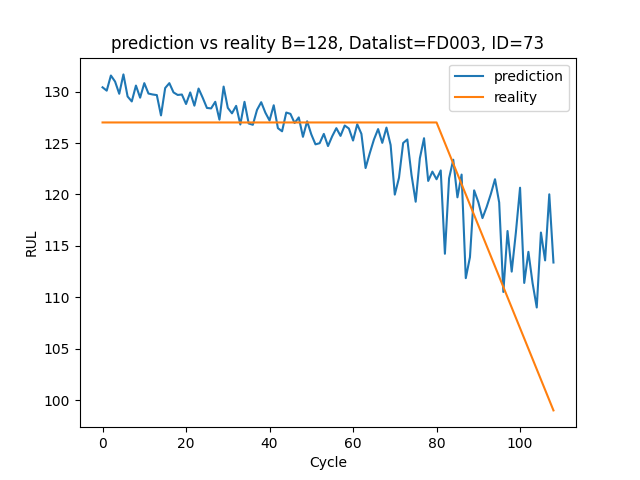 prediction vs reality B=128, Datalist=FD003, ID=73
prediction
reality
RUL
130
125
120
115
110
105
100
0 20 40 60 80 100
Cycle